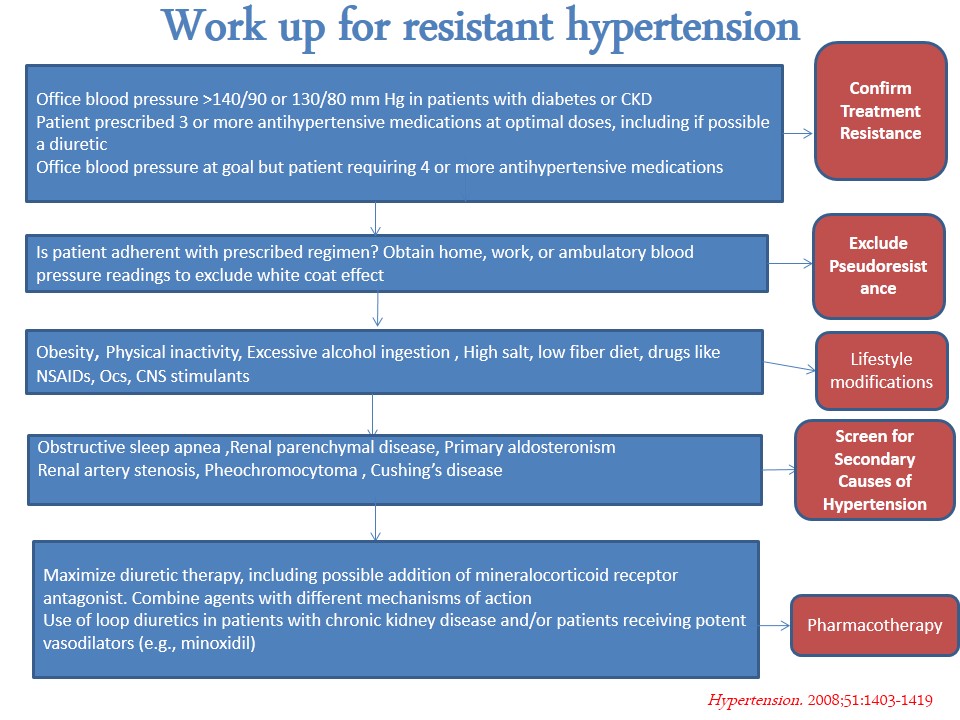 Work up for resistant hypertension
Office blood pressure >140/90 or 130/80 mm Hg in patients with diabetes or CKD
Patient prescribed 3 or more antihypertensive medications at optimal doses, including if possible
a diuretic
Office blood pressure at goal but patient requiring 4 or more antihypertensive medications
Confirm
Treatment
Resistance
Is patient adherent with prescribed regimen? Obtain home, work, or ambulatory blood
pressure readings to exclude white coat effect
Exclude
Pseudoresist
ance
Obesity, Physical inactivity, Excessive alcohol ingestion , High salt, low fiber diet, drugs like
NSAIDs, Ocs, CNS stimulants
Lifestyle
modifications
Obstructive sleep apnea ,Renal parenchymal disease, Primary aldosteronism
Renal artery stenosis, Pheochromocytoma , Cushing’s disease
Screen for
Secondary
Causes of
Hypertension
Maximize diuretic therapy, including possible addition of mineralocorticoid receptor
antagonist. Combine agents with different mechanisms of action
Use of loop diuretics in patients with chronic kidney disease and/or patients receiving potent
vasodilators (e.g., minoxidil)
Pharmacotherapy
Hypertension. 2008;51:1403-1419